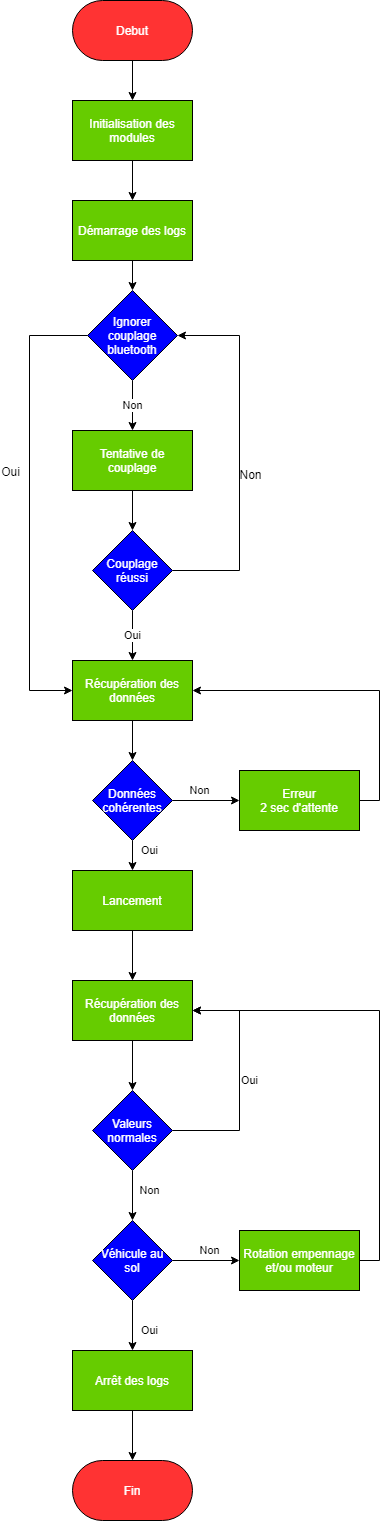 Debut
Initialisation des
modules
Démarrage des logs
Ignorer
couplage
bluetooth
Non
Tentative de
couplage
Oui
Non
Couplage
réussi
Oui
Récupération des
données
Données
cohérentes
Non
Erreur
2 sec d'attente
Oui
Lancement
Récupération des
données
Oui
Valeurs
normales
Non
Véhicule au
sol
Non
Rotation empennage
et/ou moteur
Oui
Arrêt des logs
Fin